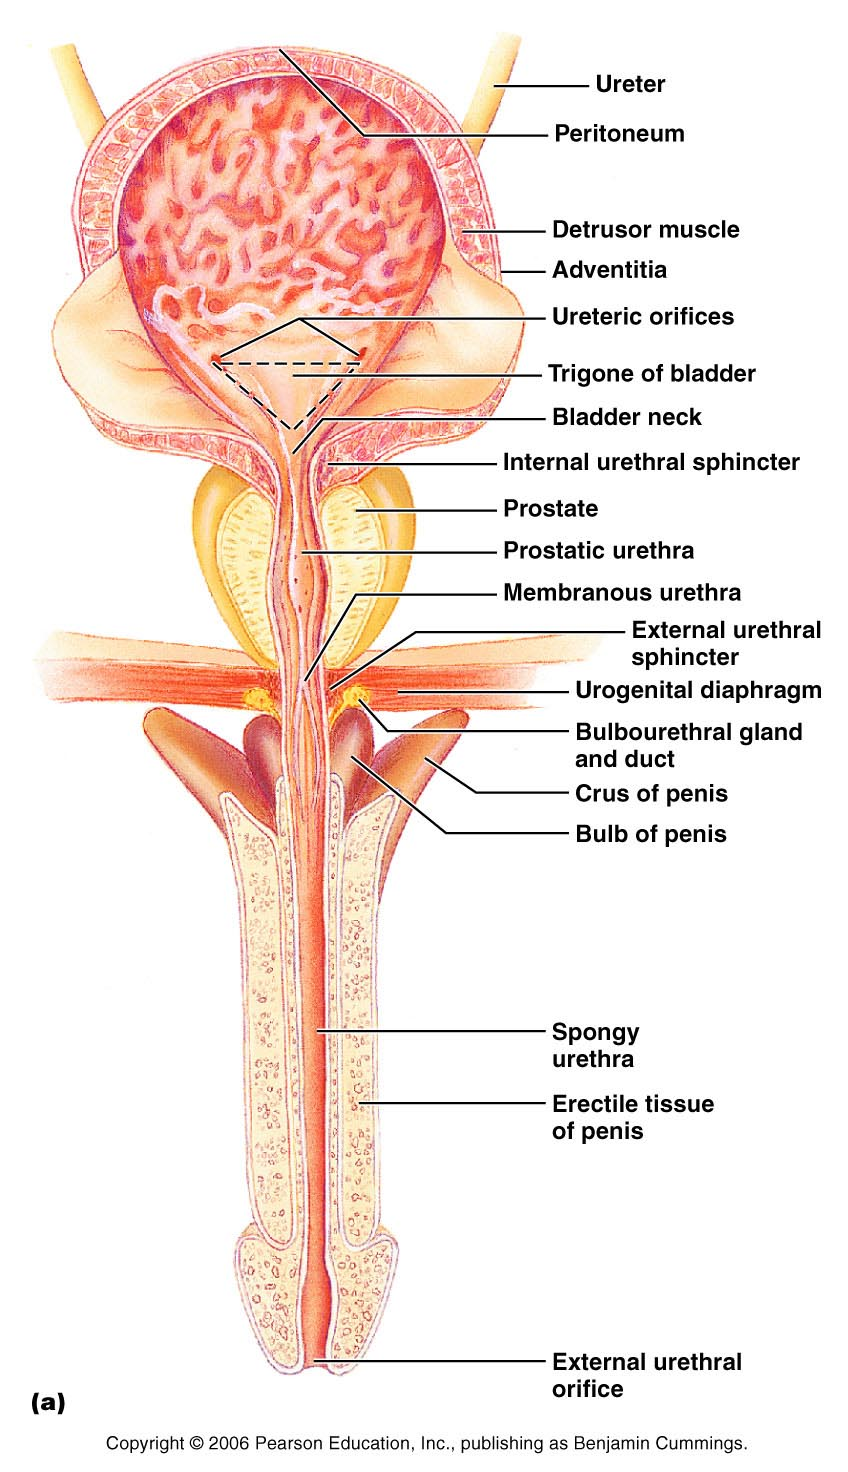 Ureter
Peritoneum
Detrusor muscle
Adventitia
Ureteric orifices
Trigone of bladder
Bladder neck
Internal urethral sphincter
Prostate
Prostatic urethra
Membranous urethra
External urethral
sphincter
Urogenital diaphragm
Bulbourethral gland
and duct
Crus of penis
Bulb of penis
Spongy
urethra
Erectile tissue
of penis
External urethral
orifice
(a)
Copyright © 2006 Pearson Education, Inc., publishing as Benjamin Cummings.